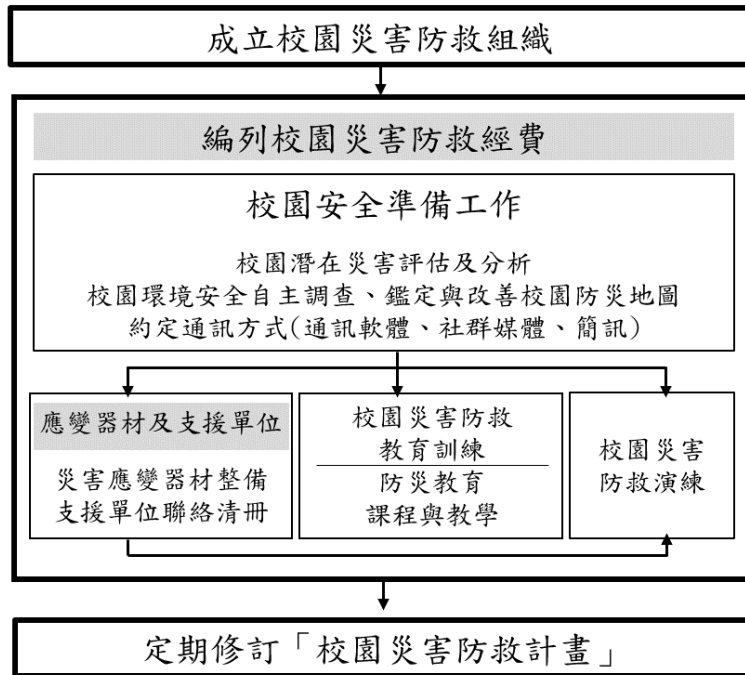 成立校園災害防救組織
編列校園災害防救經費
校園安全準備工作
校園潛在災害評估及分析
校園環境安全自主調查、鑑定與改善校園防災地圖
約定通訊方式(通訊軟體、社群媒體、簡訊)
應變器材及支援單位
災害應變器材整備
支援單位聯絡清冊
校園災害防救
教育訓練
防災教育
課程與教學
校園災害
防救演練
定期修訂「校園災害防救計畫」